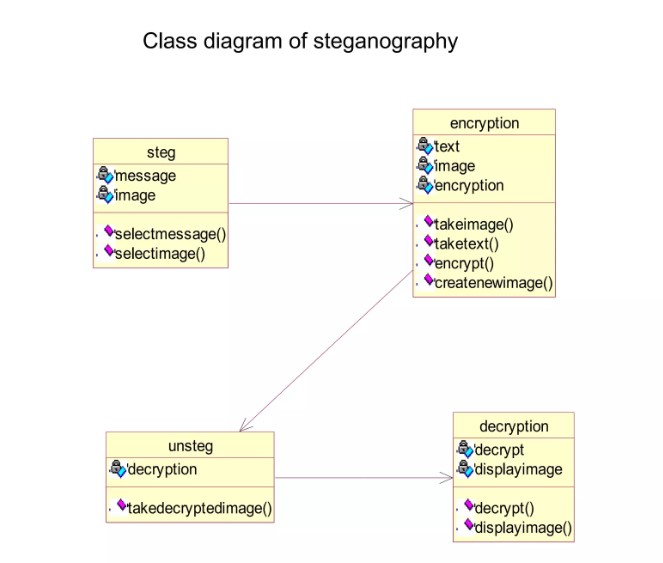 Class diagram of steganography
steg
message
image
selectmessage()
selectimage()
encryption
text
image
encryption
takeimage()
taketext()
encrypt()
createnewimage()
unsteg
decryption
takedecryptedimage()
decryption
decrypt
displayimage
decrypt()
displayimage()